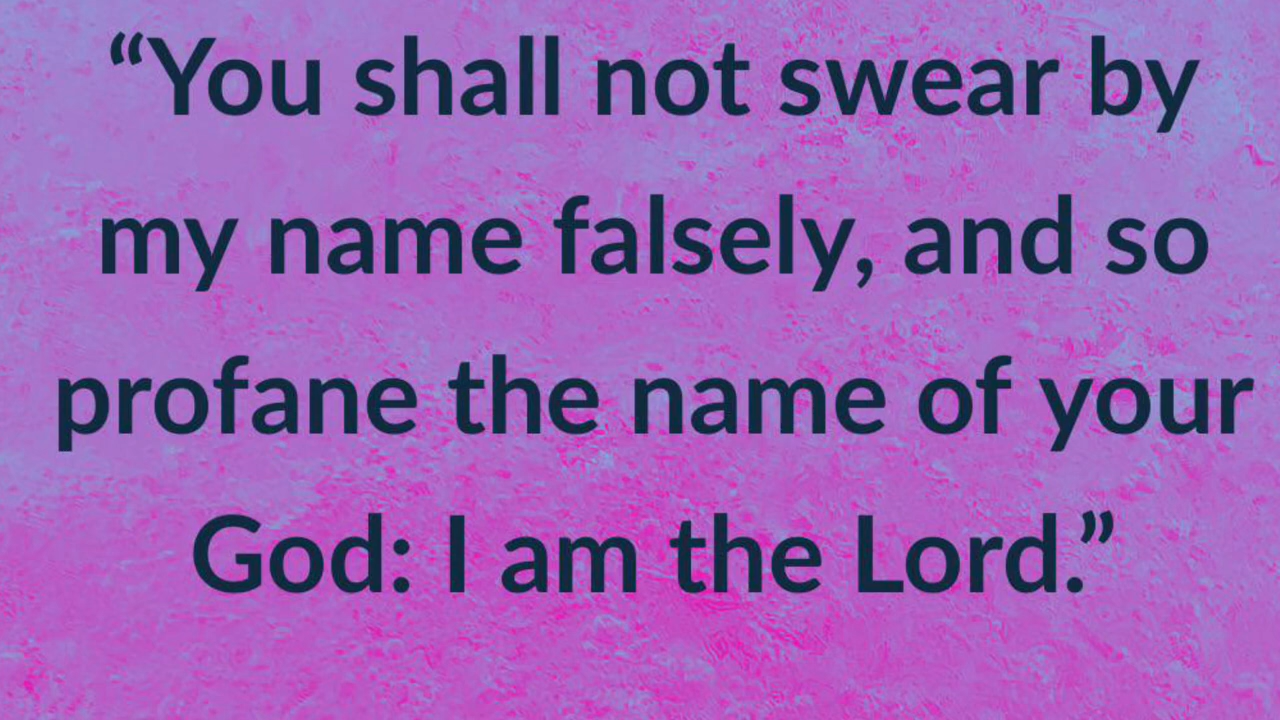 “You shall not swear by
my name falsely, and so
profane the name of your
God: I am the Lord.”